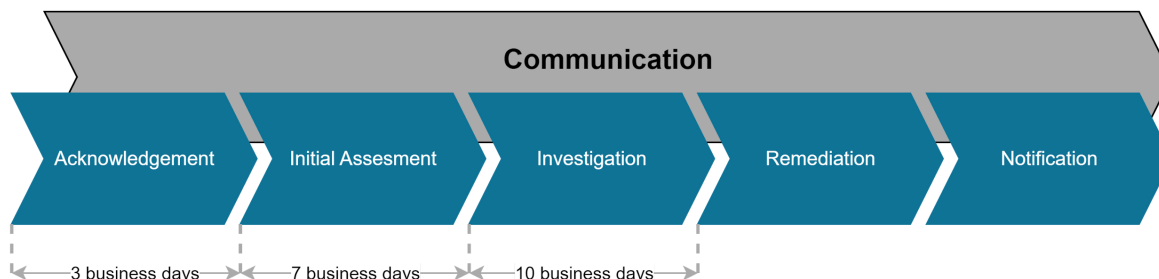 Communication
Acknowledgement
Initial Assesment
Investigation
Remediation
Notification
3 business days
7 business days
10 business days